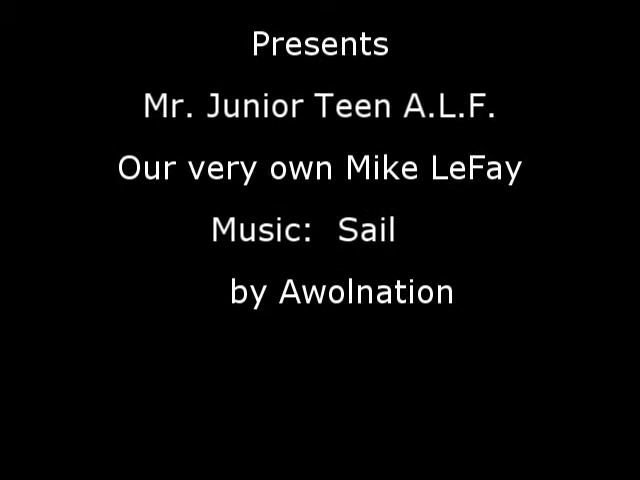 Presents
Mr. Junior Teen A.L.F.
Our very own Mike LeFay
Music:  Sail
by Awolnation